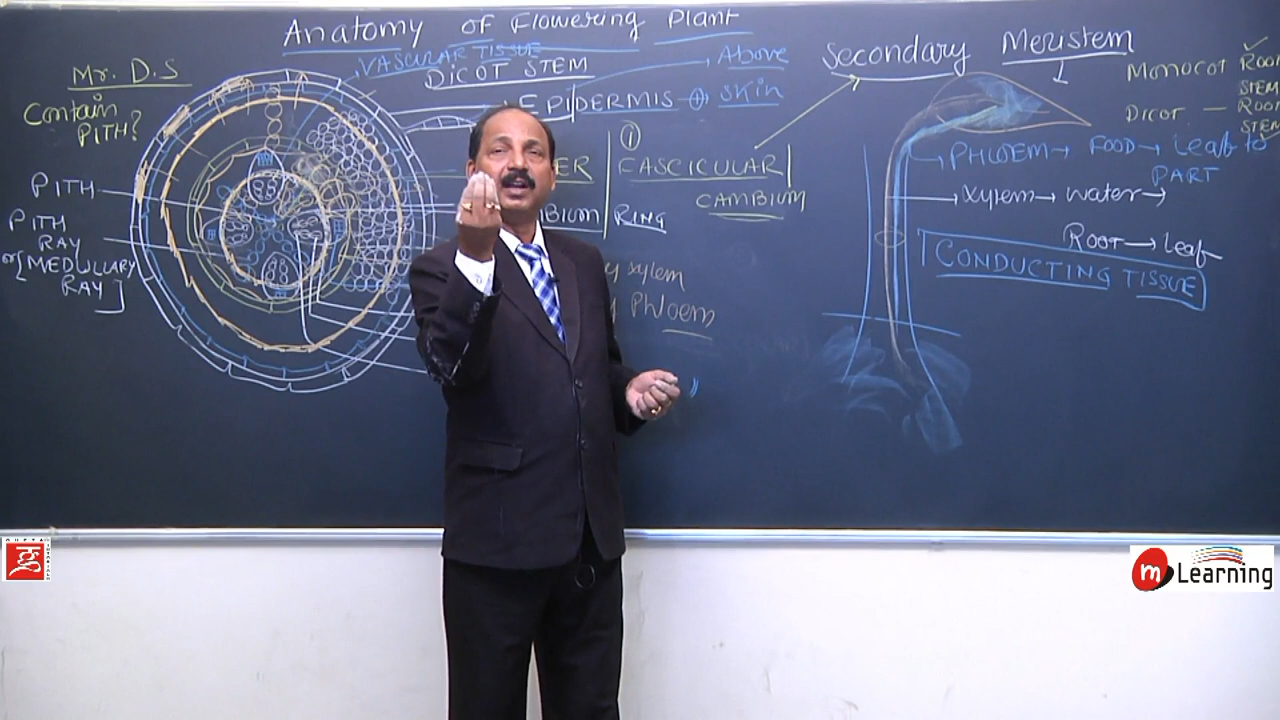 Anatomy of Flowering Plant
VASCULAR TISSUE
DICOT STEM
Above
EPIDERMIS
Skin
Mr. D.S
Contain
PITH?
PITH
PITH
RAY
or [MEDULLARY
RAY]
①
FASCICULAR
CAMBIUM
RING
Phloem
Secondary Meristem
Monocot Root
STEM
Dicot — Root
STEM
PHLOEM → FOOD → Leaf to
PART
Xylem → Water →
Root → Leaf
CONDUCTING TISSUE
GUPTA
m Learning